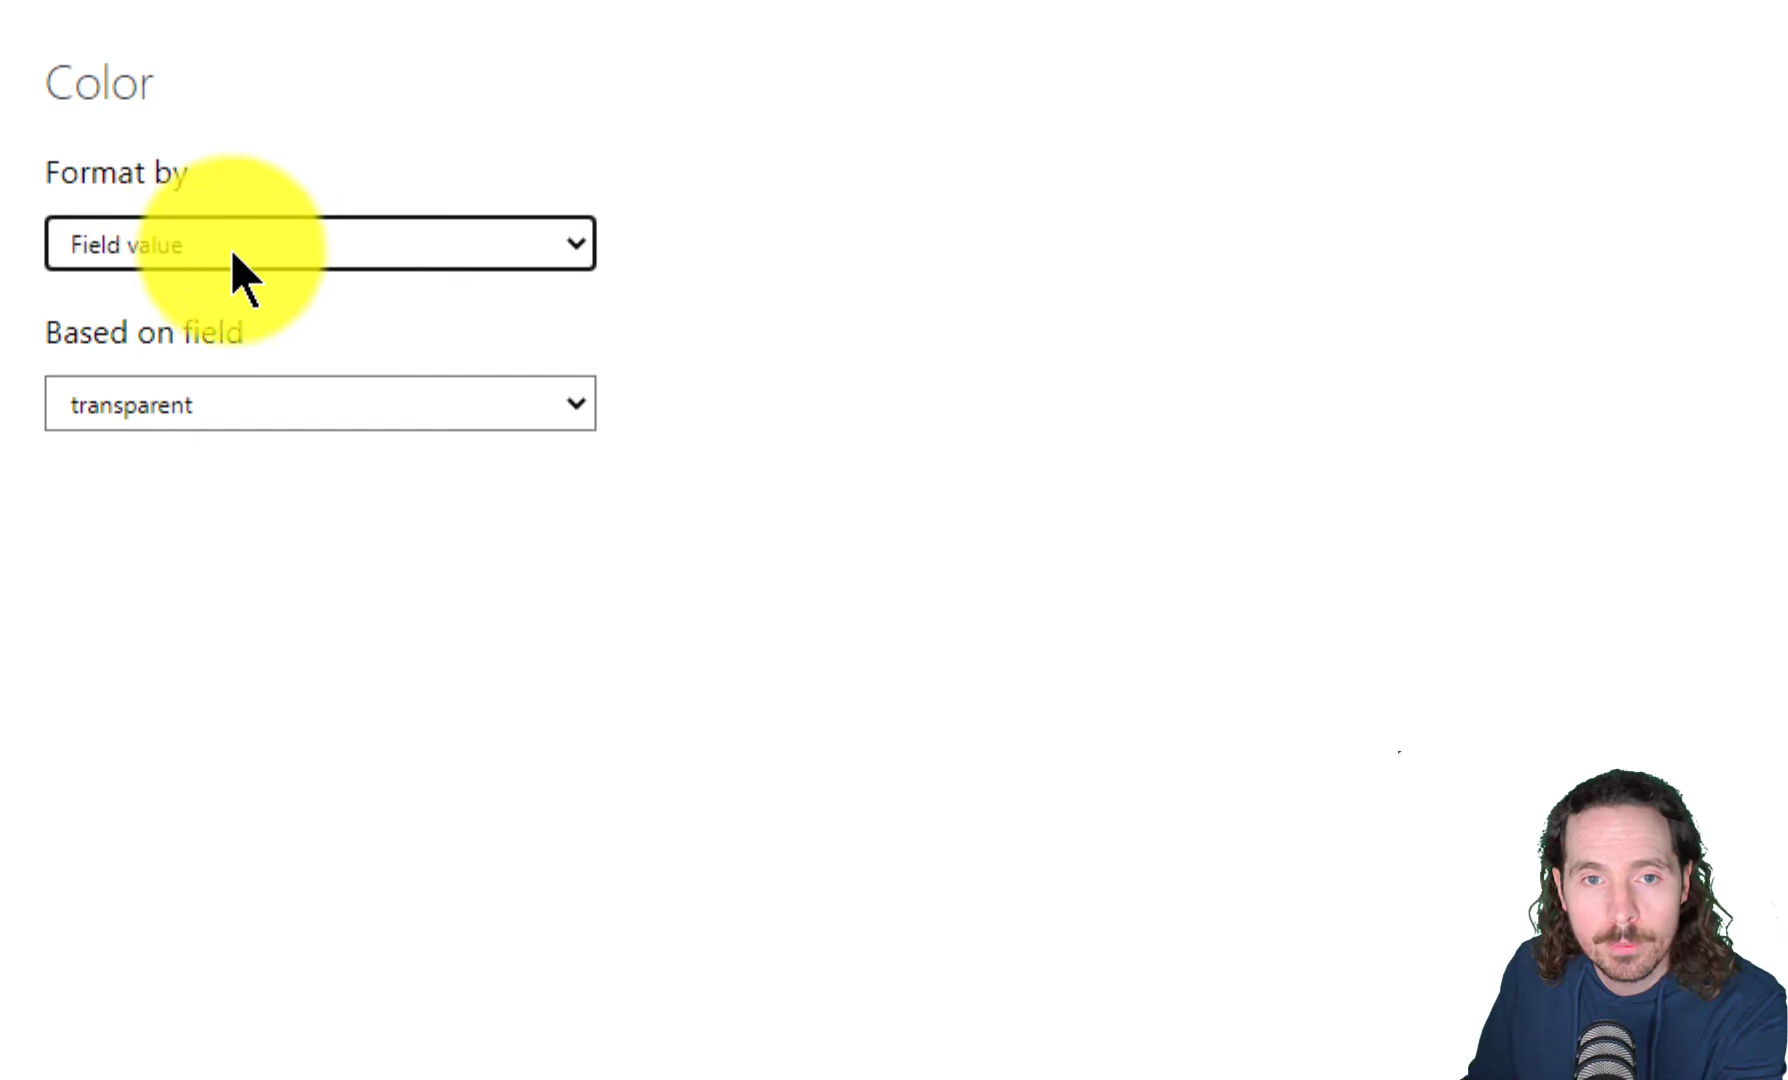 Color
Format by
Field value
Based on field
transparent